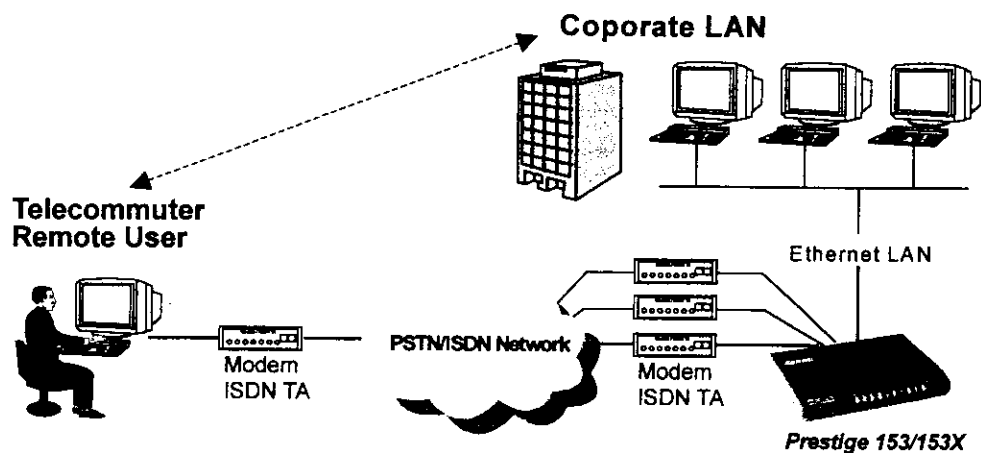 Coporate LAN
Telecommuter
Remote User
Ethernet LAN
PSTN/ISDN Network
Modem
ISDN TA
Modem
ISDN TA
Prestige 153/153X